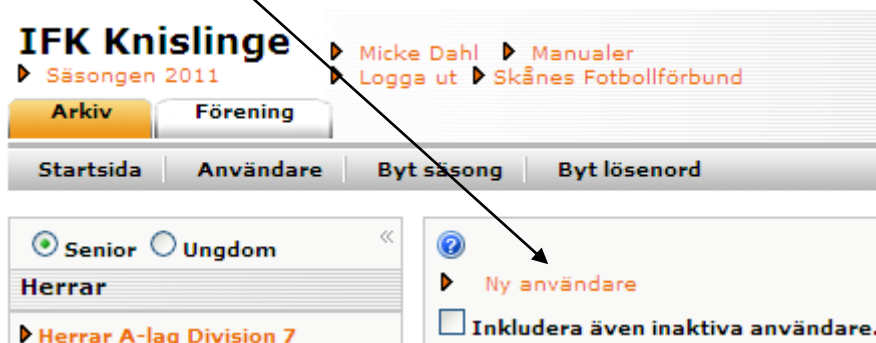 IFK Knislinge
Micke Dahl Manualer
Säsongen 2011
Logga ut Skånes Fotbollförbund
Arkiv Förening
Startsida Användare Byt säsong Byt lösenord
Senior Ungdom «
Herrar
Herrar A-lag Division 7
?
Ny användare
Inkludera även inaktiva användare.